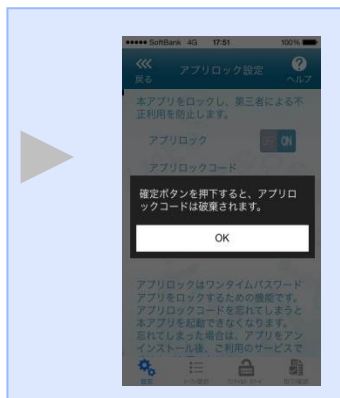 ●●●●● SoftBank 4G 17:51 100%
戻る アプリロック設定 ? ヘルプ
本アプリをロックし、第三者による不
正利用を防止します。
アプリロック OFF ON
アプリロックコード
確定ボタンを押下すると、アプリロ
ックコードは破棄されます。
OK
アプリロックはワンタイムパスワード
アプリをロックするための機能です。
アプリロックコードを忘れてしまうと
本アプリを起動できなくなります。
忘れてしまった場合は、アプリをアン
インストール後、ご利用のサービスで
設定